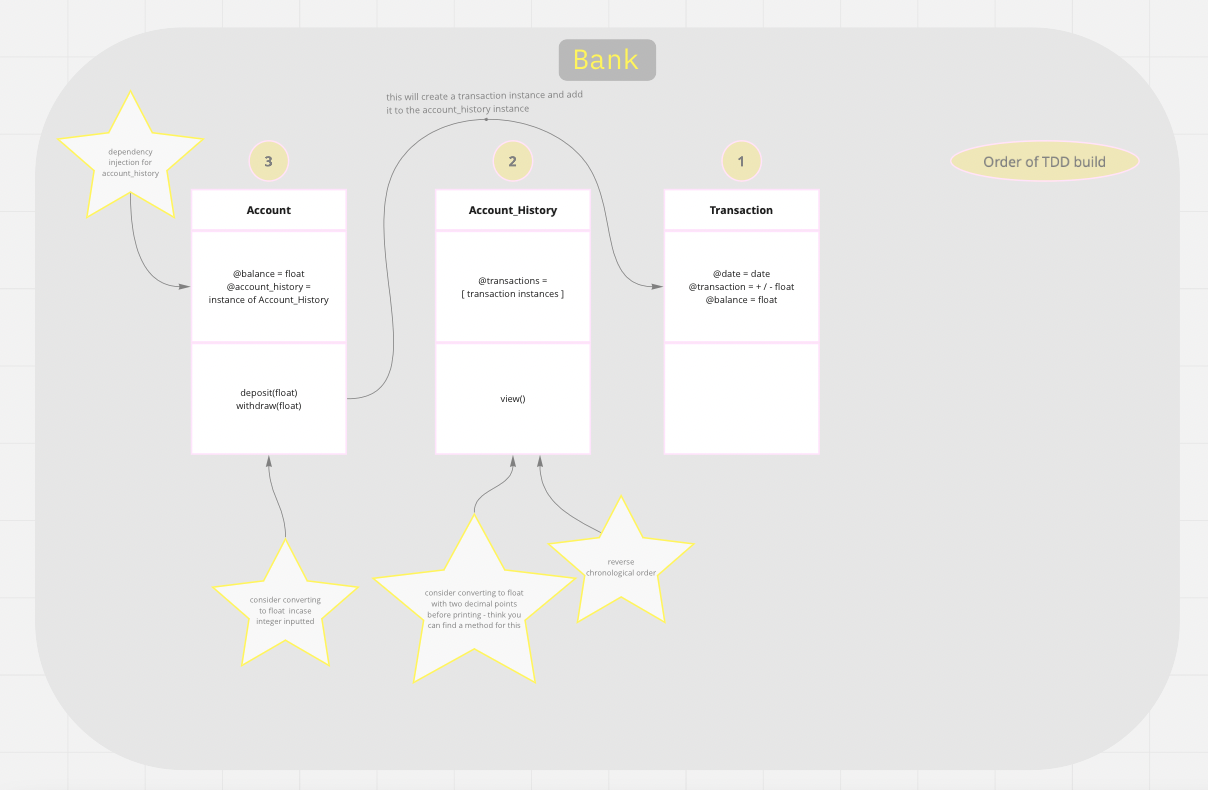 Bank
this will create a transaction instance and add
it to the account_history instance
dependency
injection for
account_history
3
2
1
Order of TDD build
Account
@balance = float
@account_history =
instance of Account_History
deposit(float)
withdraw(float)
Account_History
@transactions =
[ transaction instances ]
view()
Transaction
@date = date
@transaction = + / - float
@balance = float
consider converting
to float incase
integer inputted
consider converting to float
with two decimal points
before printing - think you
can find a method for this
reverse
chronological order